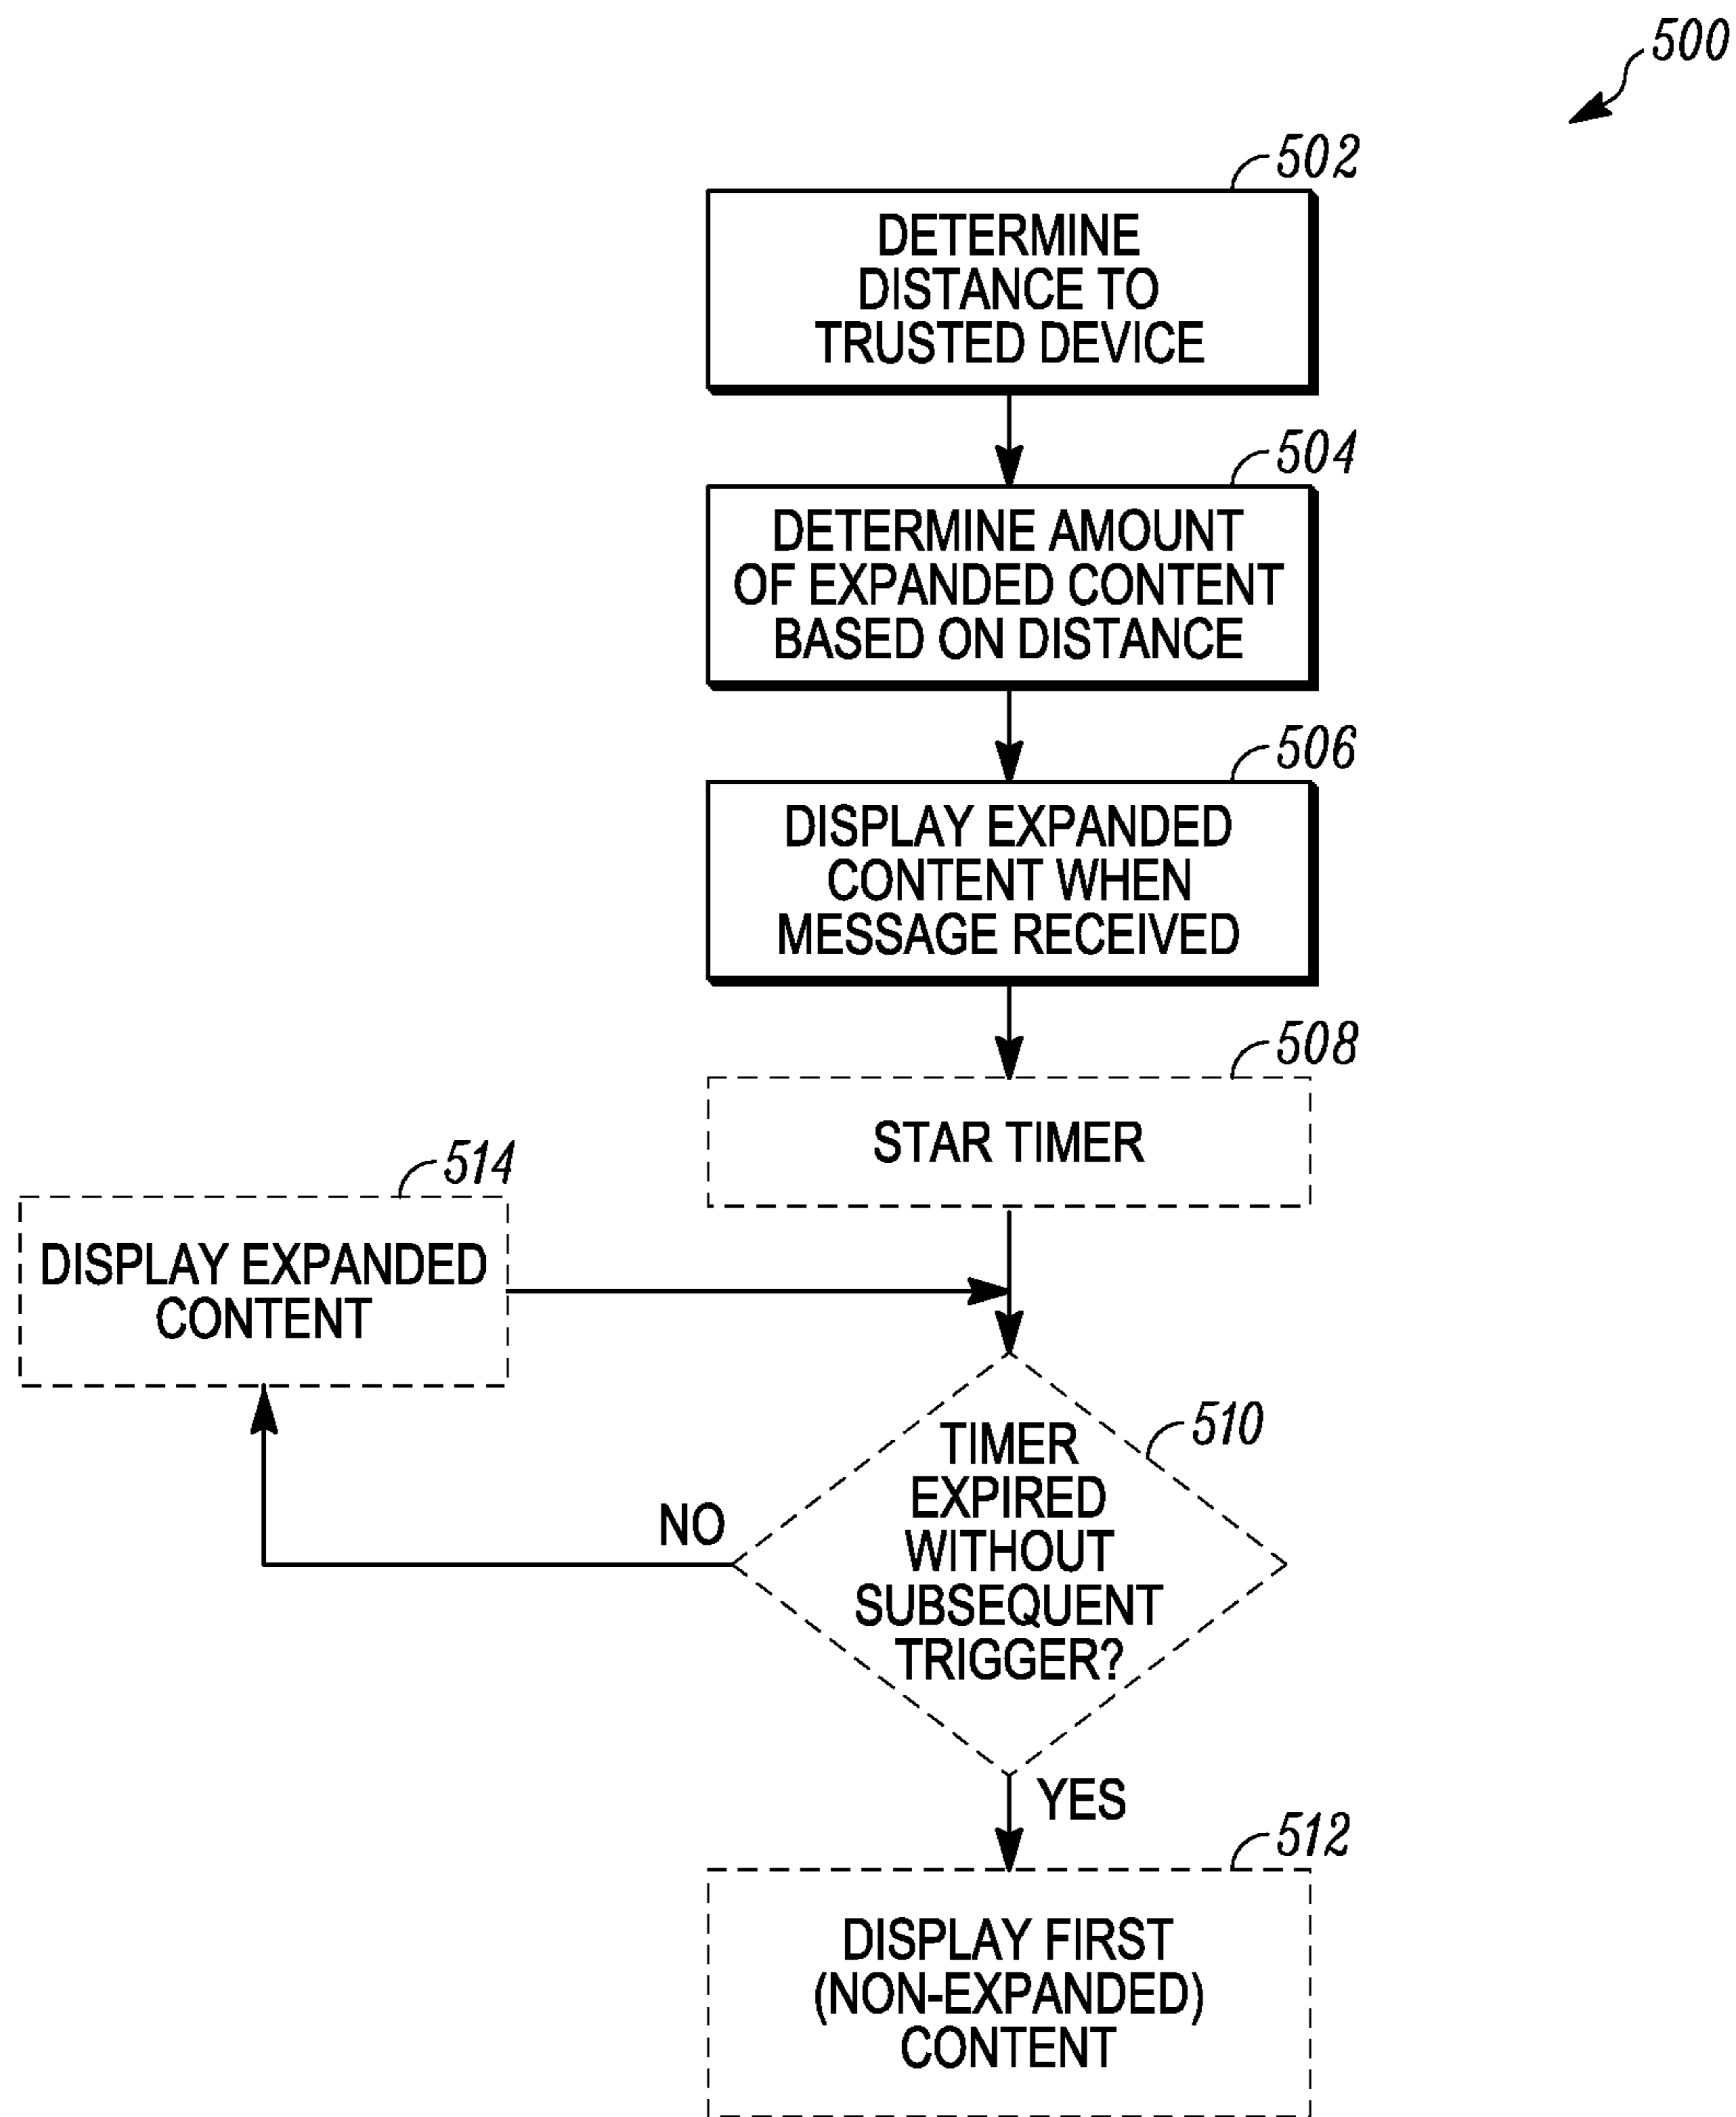 500
502
DETERMINE
DISTANCE TO
TRUSTED DEVICE
504
DETERMINE AMOUNT
OF EXPANDED CONTENT
BASED ON DISTANCE
506
DISPLAY EXPANDED
CONTENT WHEN
MESSAGE RECEIVED
508
STAR TIMER
514
DISPLAY EXPANDED
CONTENT
510
TIMER
EXPIRED
WITHOUT
SUBSEQUENT
TRIGGER?
NO
YES
512
DISPLAY FIRST
(NON-EXPANDED)
CONTENT